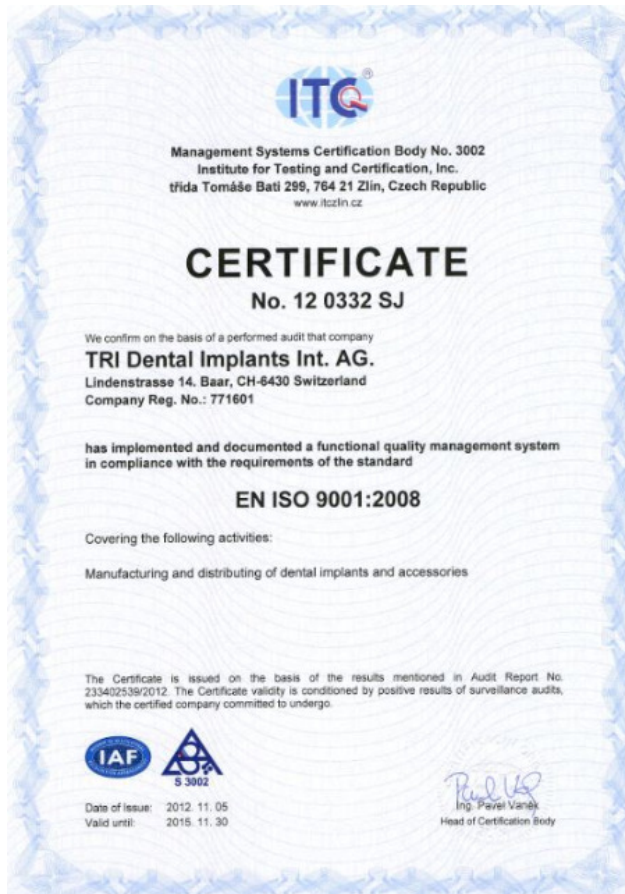 ITC
®
Management Systems Certification Body No. 3002
Institute for Testing and Certification, Inc.
třída Tomáše Bati 299, 764 21 Zlín, Czech Republic
www.itczlin.cz
CERTIFICATE
No. 12 0332 SJ
We confirm on the basis of a performed audit that company
TRI Dental Implants Int. AG.
Lindenstrasse 14. Baar, CH-6430 Switzerland
Company Reg. No.: 771601
has implemented and documented a functional quality management system
in compliance with the requirements of the standard
EN ISO 9001:2008
Covering the following activities:
Manufacturing and distributing of dental implants and accessories
The Certificate is issued on the basis of the results mentioned in Audit Report No.
233402539/2012. The Certificate validity is conditioned by positive results of surveillance audits,
which the certified company committed to undergo.
IAF
S 3002
Date of Issue: 2012. 11. 05
Valid until: 2015. 11. 30
Ing. Pavel Vaněk
Head of Certification Body